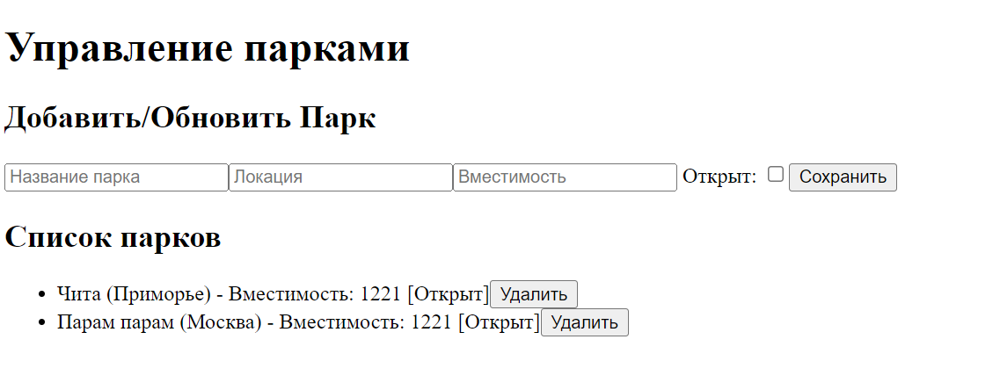 Управление парками
Добавить/Обновить Парк
Название парка Локация Вместимость Открыт: Сохранить
Список парков
Чита (Приморье) - Вместимость: 1221 [Открыт] Удалить
Парам парам (Москва) - Вместимость: 1221 [Открыт] Удалить